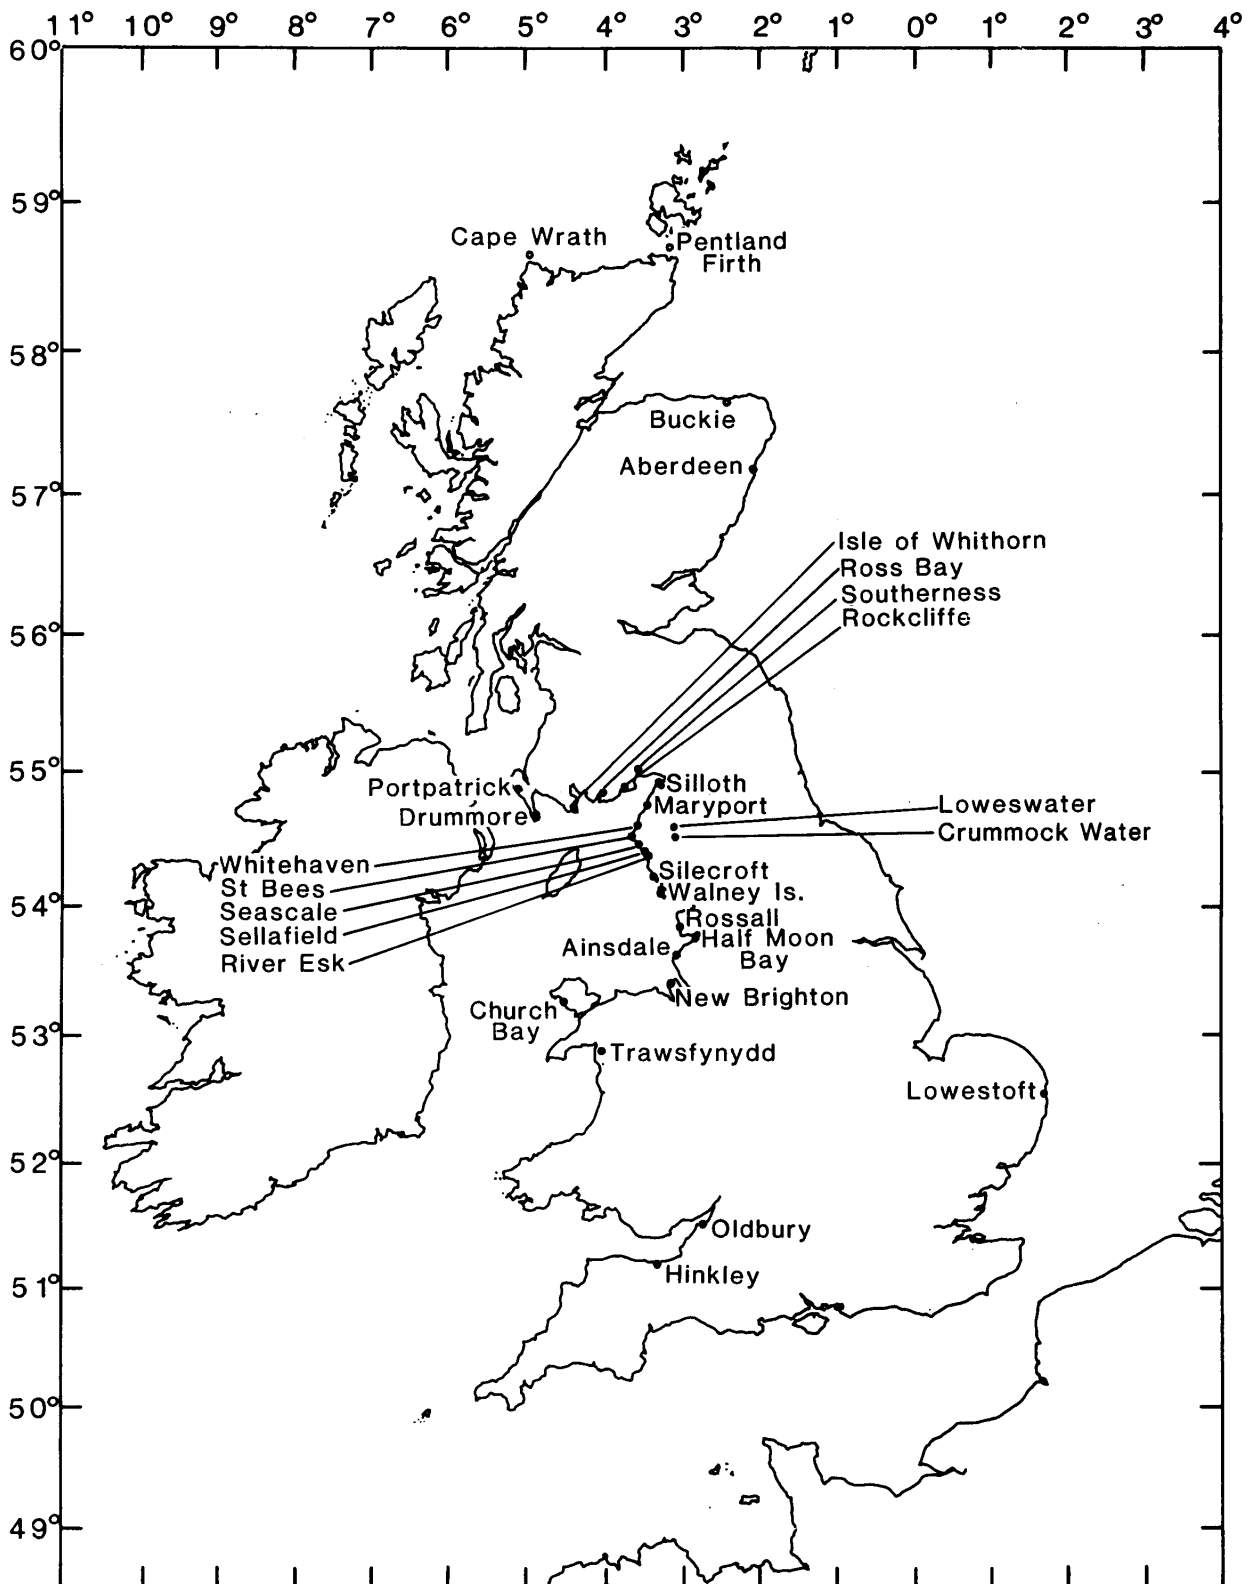 11° 10° 9° 8° 7° 6° 5° 4° 3° 2° 1° 0° 1° 2° 3° 4°
60°
59°
Cape Wrath
Pentland
Firth
58°
Buckie
Aberdeen
57°
Isle of Whithorn
Ross Bay
Southerness
Rockcliffe
56°
55°
Portpatrick
Silloth
Drummore
Maryport
Loweswater
Crummock Water
Whitehaven
St Bees
Seascale
Sellafield
River Esk
Silecroft
Walney Is.
54°
Rossall
Half Moon
Bay
Ainsdale
New Brighton
Church
Bay
53°
Trawsfynydd
Lowestoft
52°
Oldbury
Hinkley
51°
50°
49°